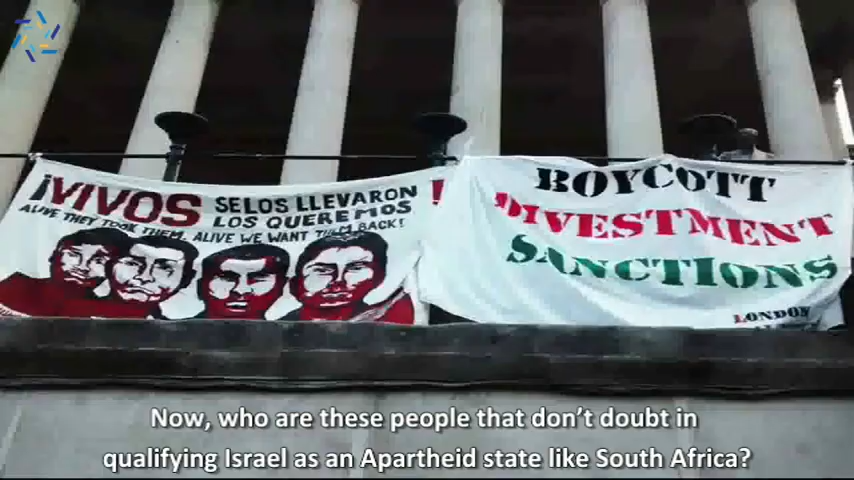 ¡VIVOS
SE LOS LLEVARON
LOS QUEREMOS !
ALIVE THEY TOOK THEM, ALIVE WE WANT THEM BACK!
BOYCOTT
DIVESTMENT
SANCTIONS
LONDON
Now, who are these people that don't doubt in
qualifying Israel as an Apartheid state like South Africa?